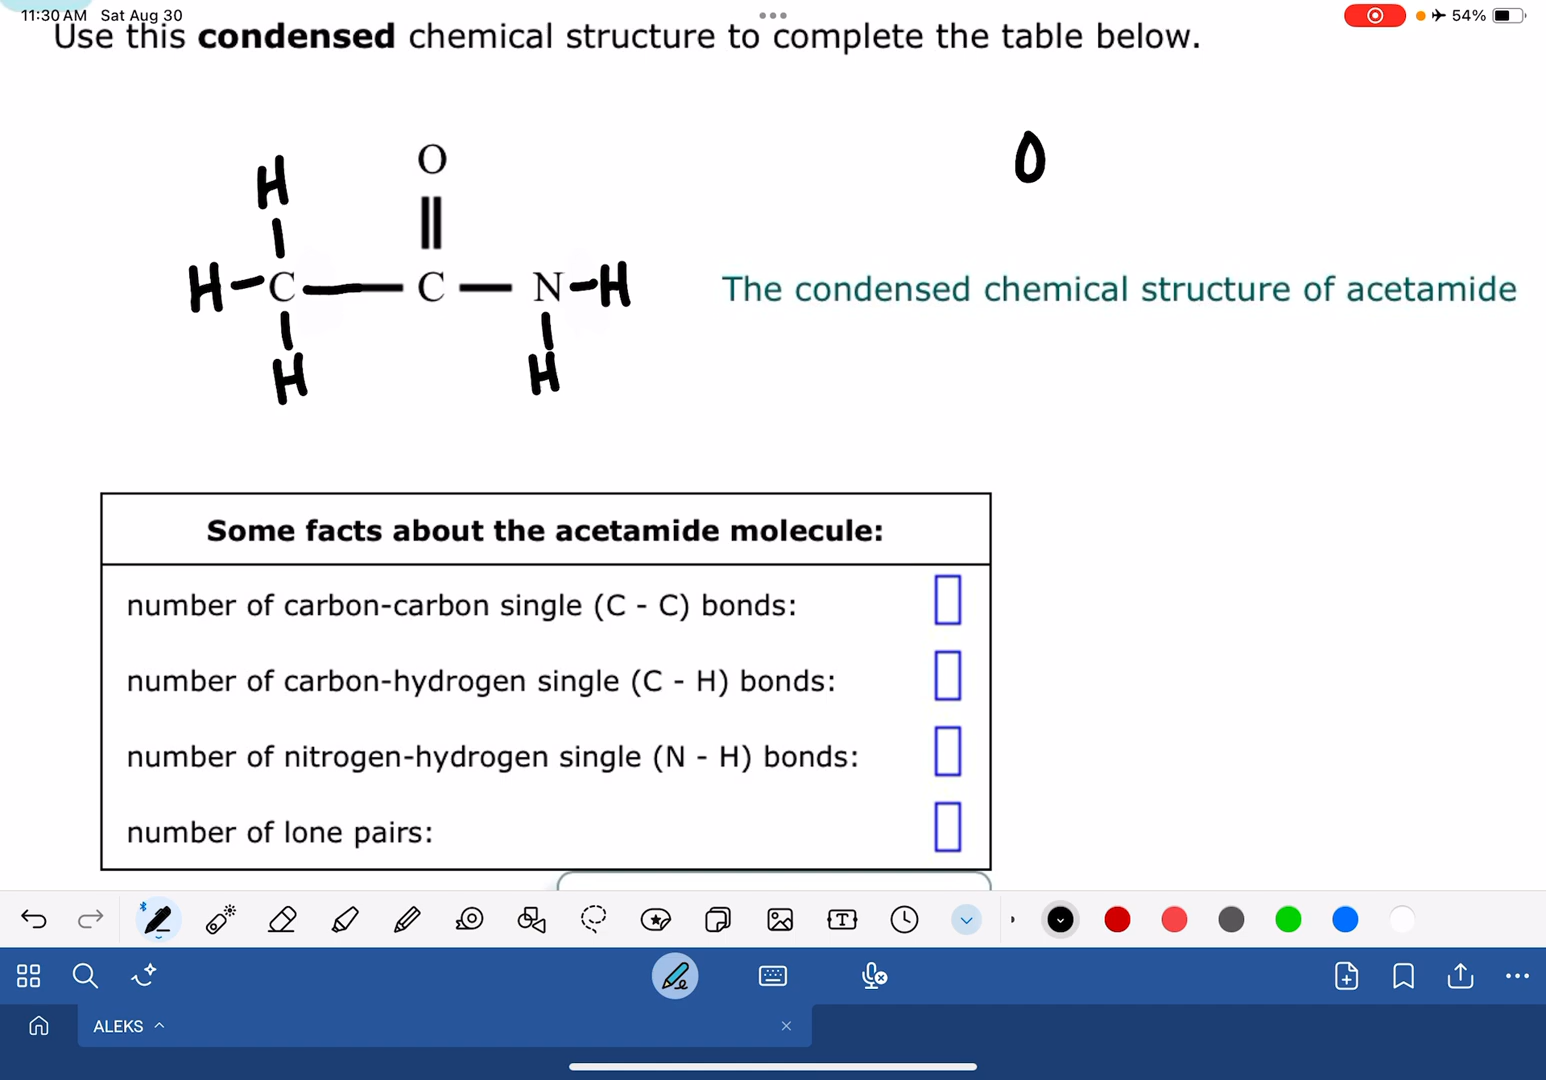 11:30 AM Sat Aug 30
54%
Use this condensed chemical structure to complete the table below.
H O O
H-C-C-N-H
H H
The condensed chemical structure of acetamide
Some facts about the acetamide molecule:
number of carbon-carbon single (C - C) bonds:
number of carbon-hydrogen single (C - H) bonds:
number of nitrogen-hydrogen single (N - H) bonds:
number of lone pairs:
T
ALEKS